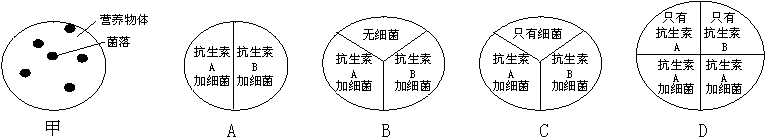 营养物体
菌落
甲
抗生素 抗生素
A B
加细菌 加细菌
A
无细菌
抗生素 抗生素
A B
加细菌 加细菌
B
只有细菌
抗生素 抗生素
A B
加细菌 加细菌
C
只有 只有
抗生素 抗生素
A B
抗生素 抗生素
A A
加细菌 加细菌
D